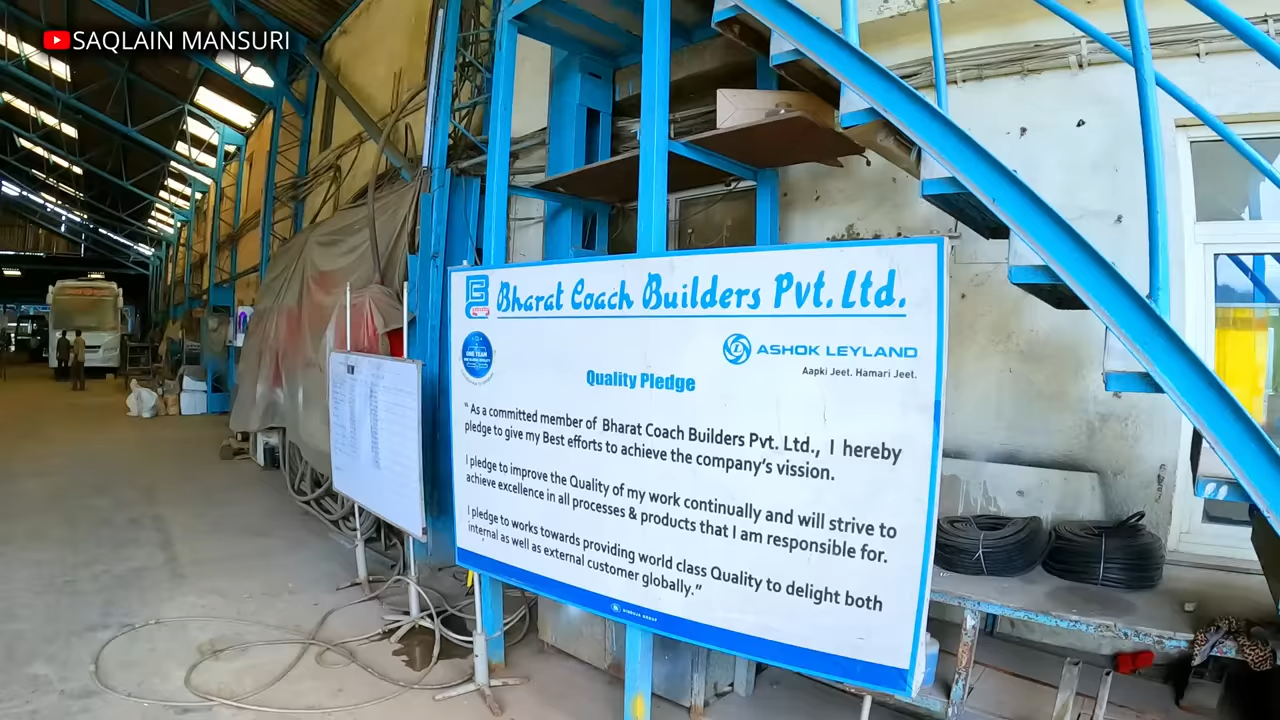 SAQLAIN MANSURI
Bharat Coach Builders Pvt. Ltd.
ONE TEAM
ASHOK LEYLAND
Aapki Jeet. Hamari Jeet.
Quality Pledge
“ As a committed member of Bharat Coach Builders Pvt. Ltd., I hereby
pledge to give my Best efforts to achieve the company's vission.
I pledge to improve the Quality of my work continually and will strive to
achieve excellence in all processes & products that I am responsible for.
I pledge to works towards providing world class Quality to delight both
internal as well as external customer globally.”
HINDUJA GROUP